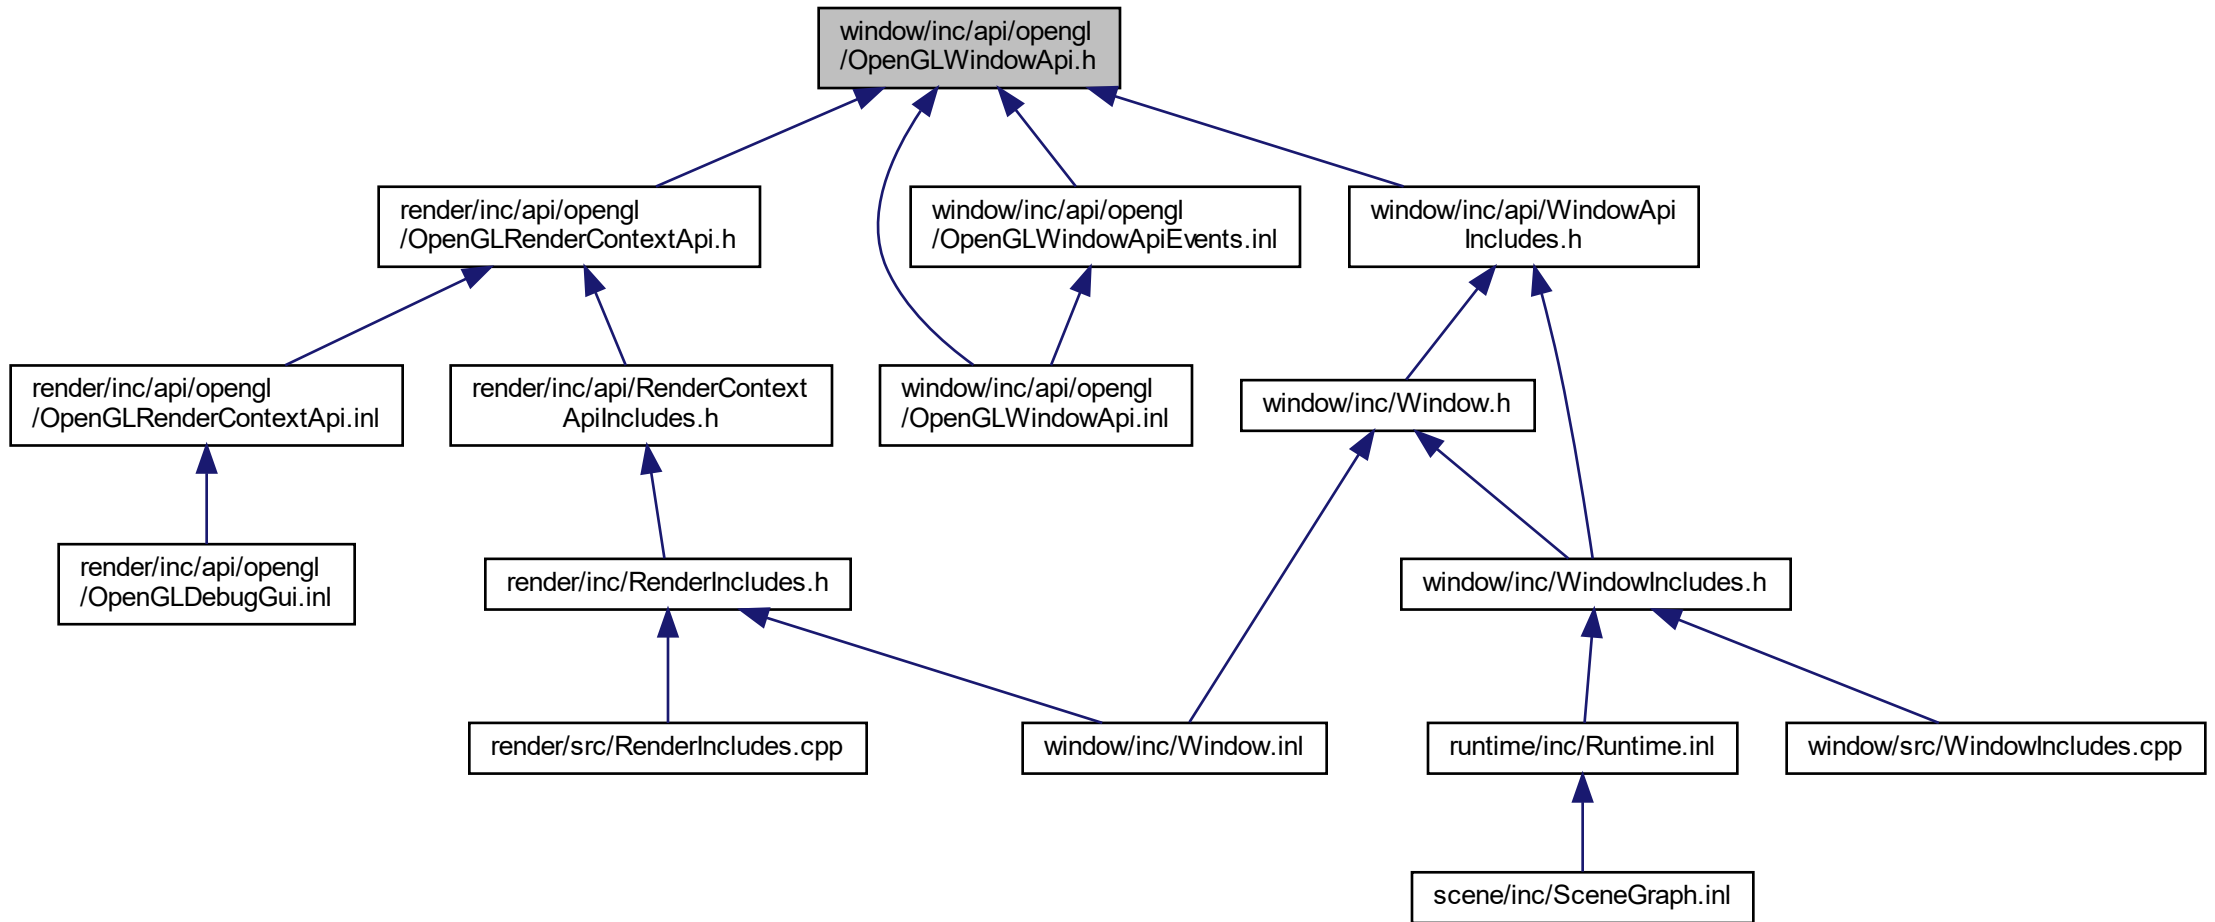 window/inc/api/opengl
/OpenGLWindowApi.h
render/inc/api/opengl
/OpenGLRenderContextApi.h
window/inc/api/opengl
/OpenGLWindowApiEvents.inl
window/inc/api/WindowApi
Includes.h
render/inc/api/opengl
/OpenGLRenderContextApi.inl
render/inc/api/RenderContext
ApiIncludes.h
window/inc/api/opengl
/OpenGLWindowApi.inl
window/inc/Window.h
render/inc/api/opengl
/OpenGLDebugGui.inl
render/inc/RenderIncludes.h
window/inc/WindowIncludes.h
render/src/RenderIncludes.cpp
window/inc/Window.inl
runtime/inc/Runtime.inl
window/src/WindowIncludes.cpp
scene/inc/SceneGraph.inl